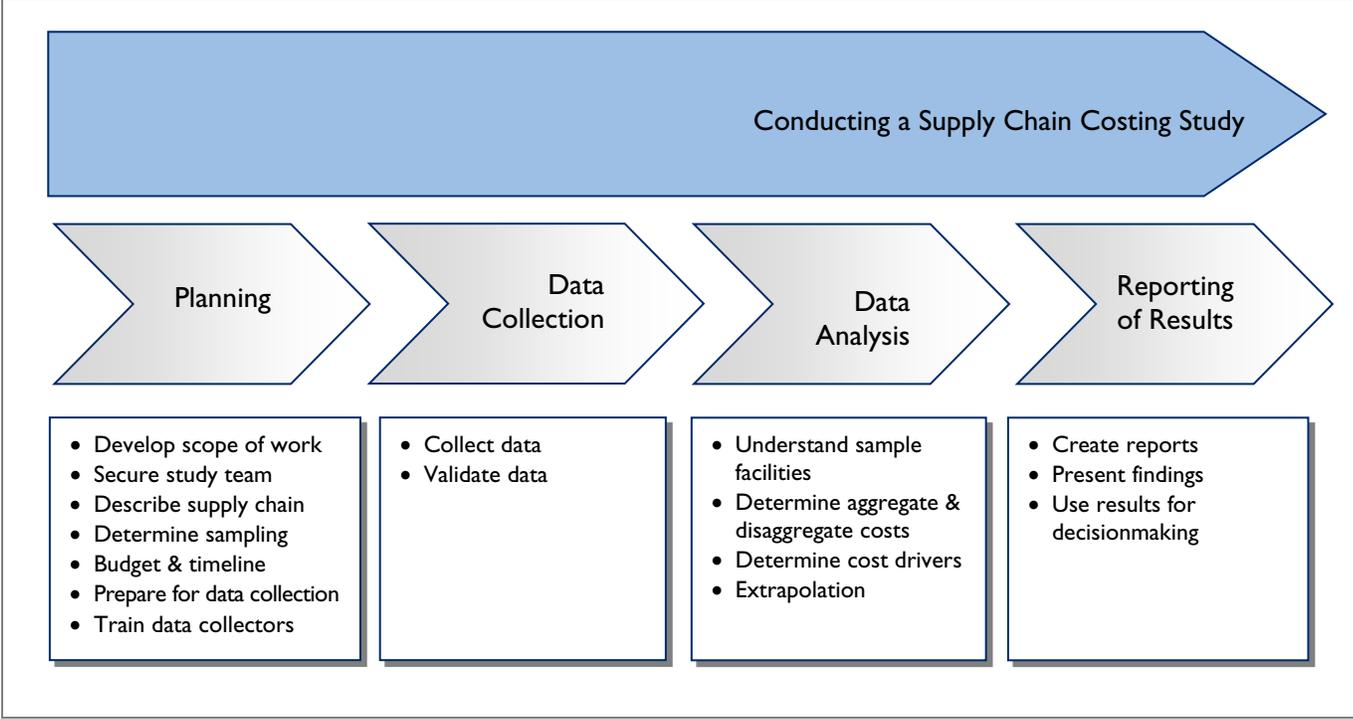 Conducting a Supply Chain Costing Study
Planning
Data
Collection
Data
Analysis
Reporting
of Results
• Develop scope of work
• Secure study team
• Describe supply chain
• Determine sampling
• Budget & timeline
• Prepare for data collection
• Train data collectors
• Collect data
• Validate data
• Understand sample
facilities
• Determine aggregate &
disaggregate costs
• Determine cost drivers
• Extrapolation
• Create reports
• Present findings
• Use results for
decisionmaking